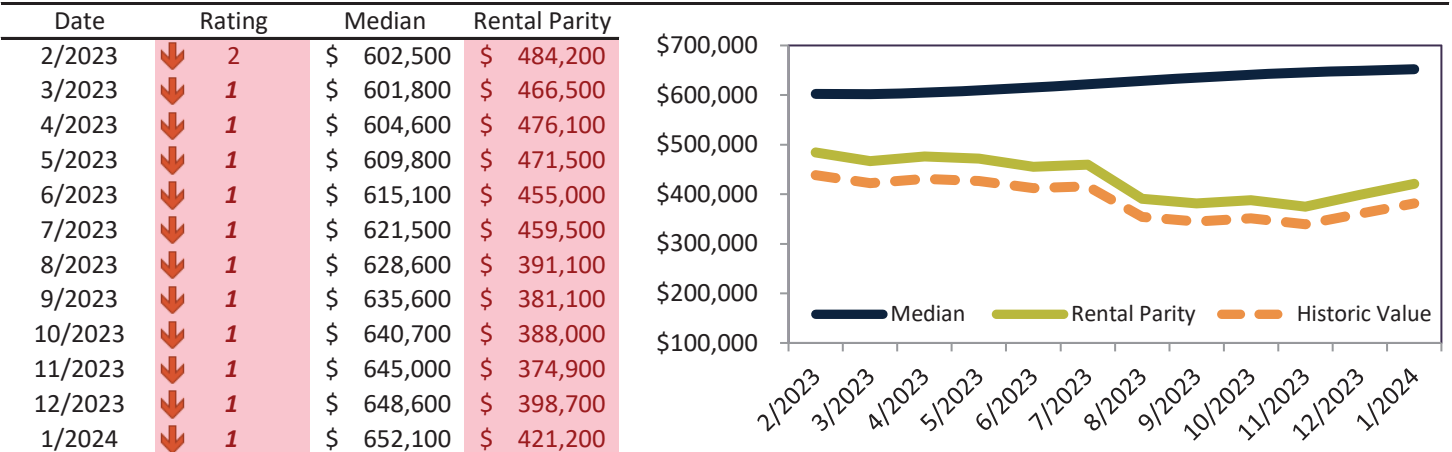 Date Rating Median Rental Parity
2/2023 2 $ 602,500 $ 484,200
3/2023 1 $ 601,800 $ 466,500
4/2023 1 $ 604,600 $ 476,100
5/2023 1 $ 609,800 $ 471,500
6/2023 1 $ 615,100 $ 455,000
7/2023 1 $ 621,500 $ 459,500
8/2023 1 $ 628,600 $ 391,100
9/2023 1 $ 635,600 $ 381,100
10/2023 1 $ 640,700 $ 388,000
11/2023 1 $ 645,000 $ 374,900
12/2023 1 $ 648,600 $ 398,700
1/2024 1 $ 652,100 $ 421,200
$700,000
$600,000
$500,000
$400,000
$300,000
$200,000
$100,000
Median Rental Parity Historic Value
2/2023 3/2023 4/2023 5/2023 6/2023 7/2023 8/2023 9/2023 10/2023 11/2023 12/2023 1/2024